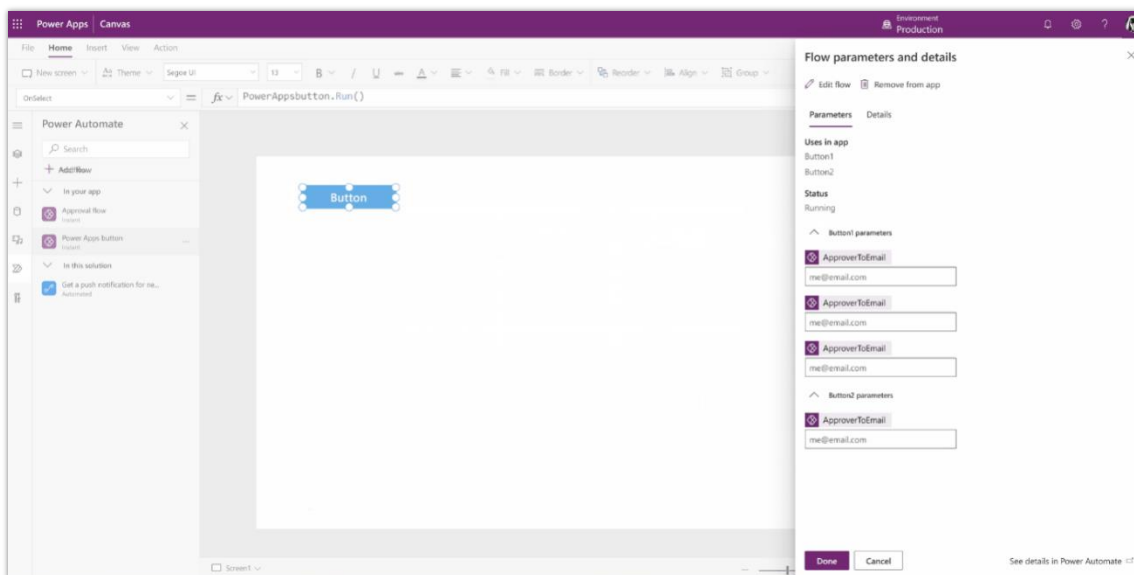 Power Apps | Canvas
Environment
Production
?
File Home Insert View Action
New screen Theme Segoe UI 13 B / U Fill Border Reorder Align Group
OnSelect = fx PowerAppsbutton.Run()
Power Automate
Search
In your app
Approval flow
Instant
Power Apps button
Instant
In this solution
Get a push notification for ne...
Automated
Button
Screen1
Flow parameters and details
Edit flow Remove from app
Parameters Details
Uses in app
Button1
Button2
Status
Running
Button1 parameters
ApproverToEmail
me@email.com
ApproverToEmail
me@email.com
ApproverToEmail
me@email.com
Button2 parameters
ApproverToEmail
me@email.com
Done Cancel See details in Power Automate